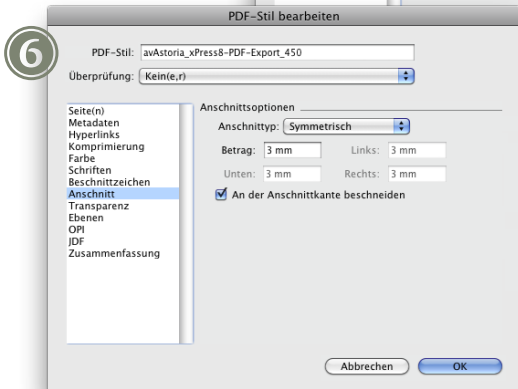 PDF-Stil bearbeiten
6
PDF-Stil: avAstoria_xPress8-PDF-Export_450
Überprüfung: Kein(e,r)
Seite(n)
Metadaten
Hyperlinks
Komprimierung
Farbe
Schriften
Beschnittzeichen
Anschnitt
Transparenz
Ebenen
OPI
JDF
Zusammenfassung
Anschnittsoptionen
Anschnittyp: Symmetrisch
Betrag: 3 mm Links: 3 mm
Unten: 3 mm Rechts: 3 mm
An der Anschnittkante beschneiden
Abbrechen OK